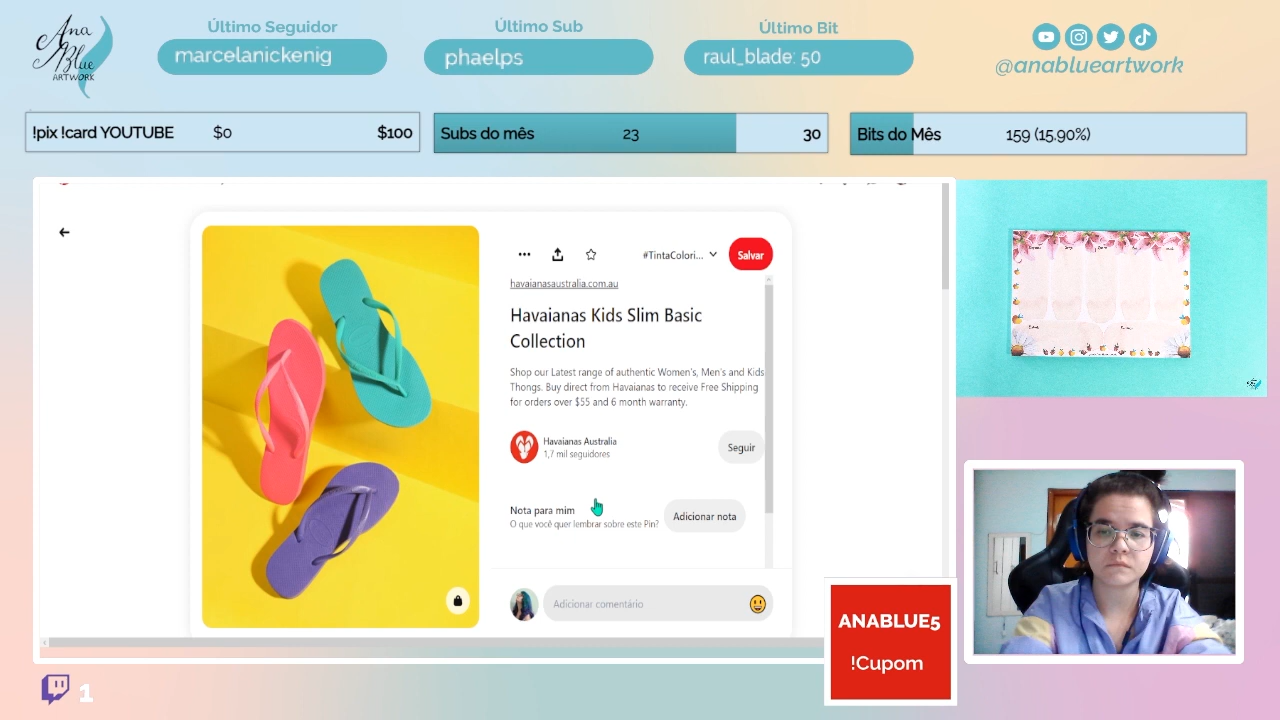 Ana
Blue
ARTWORK
Último Seguidor
marcelanickenig
Último Sub
phaelps
Último Bit
raul_blade: 50
@anablueartwork
!pix !card YOUTUBE $0 $100
Subs do mês 23 30
Bits do Mês 159 (15.90%)
#TintaColori...
Salvar
havaianasaustralia.com.au
Havaianas Kids Slim Basic
Collection
Shop our Latest range of authentic Women's, Men's and Kids
Thongs. Buy direct from Havaianas to receive Free Shipping
for orders over $55 and 6 month warranty.
Havaianas Australia
1,7 mil seguidores
Seguir
Nota para mim
O que você quer lembrar sobre este Pin?
Adicionar nota
Adicionar comentário
ANABLUE5
!Cupom
1